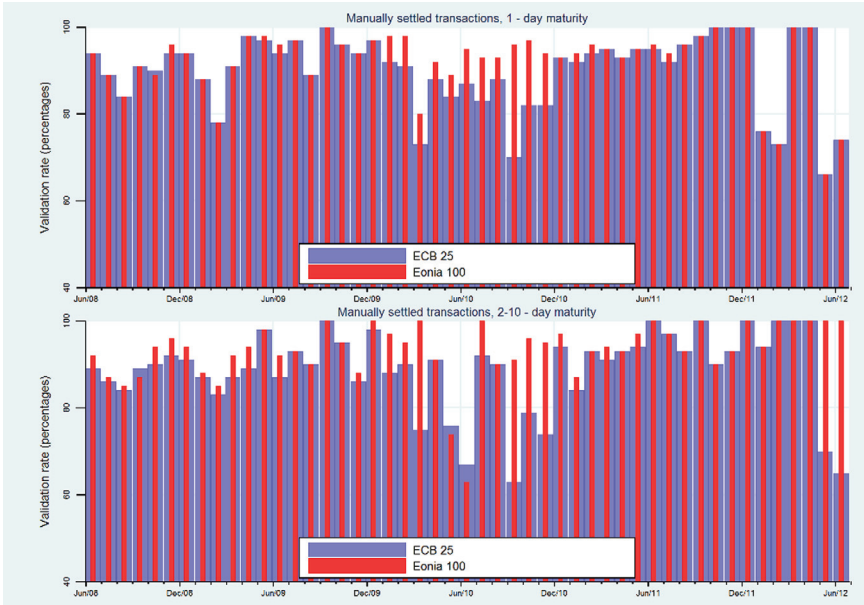 Manually settled transactions, 1 - day maturity
Validation rate (percentages)
100
80
60
40
ECB 25
Eonia 100
Jun/08 Dec/08 Jun/09 Dec/09 Jun/10 Dec/10 Jun/11 Dec/11 Jun/12
Manually settled transactions, 2-10 - day maturity
Validation rate (percentages)
100
80
60
40
ECB 25
Eonia 100
Jun/08 Dec/08 Jun/09 Dec/09 Jun/10 Dec/10 Jun/11 Dec/11 Jun/12